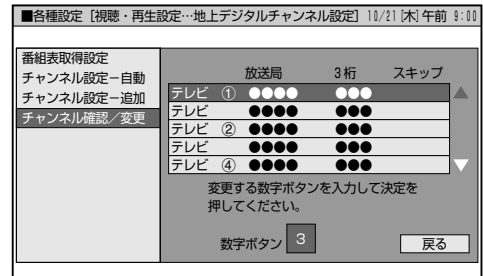 ■各種設定［視聴・再生設定…地上デジタルチャンネル設定］10/21［木］午前 9:00
番組表取得設定
チャンネル設定－自動
チャンネル設定－追加
チャンネル確認／変更
放送局 3桁 スキップ
テレビ ① ●●●● ●●●
テレビ ●●●● ●●●
テレビ ② ●●●● ●●●
テレビ ●●●● ●●●
テレビ ④ ●●●● ●●●
変更する数字ボタンを入力して決定を
押してください。
数字ボタン 3
戻る